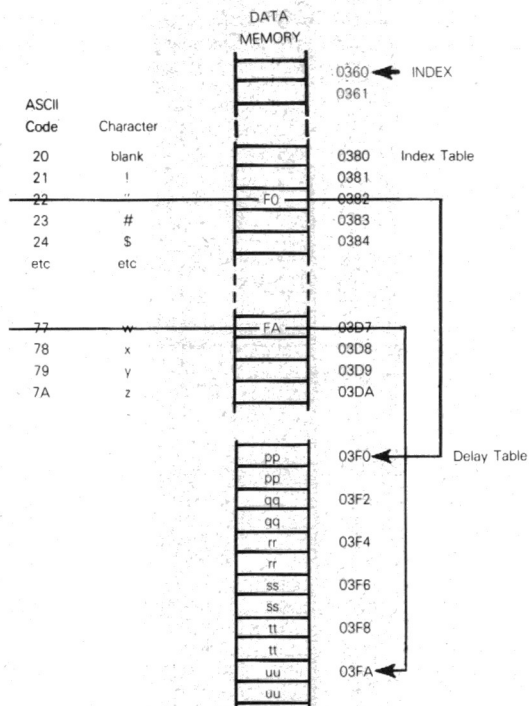 DATA
MEMORY
0360 INDEX
0361
ASCII
Code Character
20 blank 0380 Index Table
21 ! 0381
22 " F0 0382
23 # 0383
24 $ 0384
etc etc
77 w FA 03D7
78 x 03D8
79 y 03D9
7A z 03DA
pp 03F0 Delay Table
pp
qq 03F2
qq
rr 03F4
rr
ss 03F6
ss
tt 03F8
tt
uu 03FA
uu